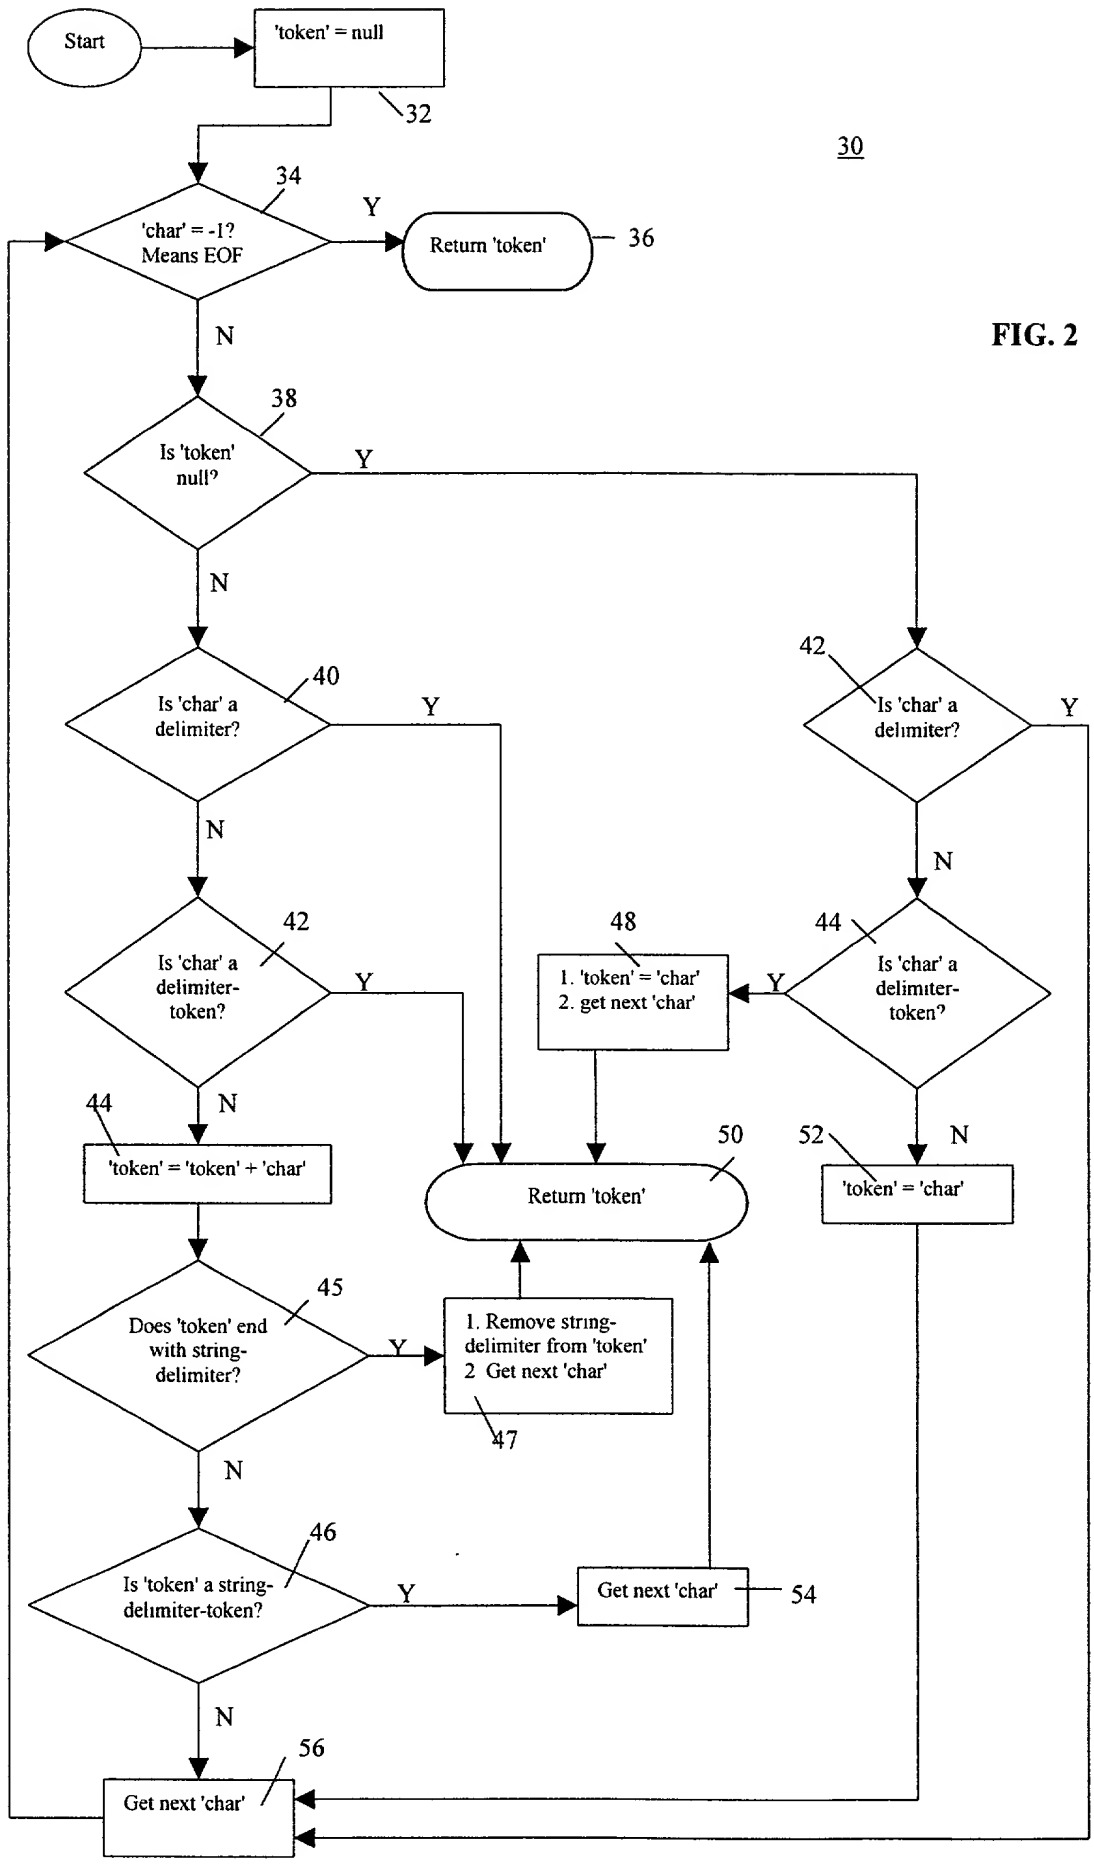 Start
'token' = null
32
30
34
'char' = -1?
Means EOF
Y
Return 'token'
36
N
FIG. 2
38
Is 'token'
null?
Y
N
40
Is 'char' a
delimiter?
Y
42
Is 'char' a
delimiter?
Y
N
N
42
Is 'char' a
delimiter-
token?
Y
48
1. 'token' = 'char'
2. get next 'char'
Y
44
Is 'char' a
delimiter-
token?
N
N
44
'token' = 'token' + 'char'
50
Return 'token'
52
'token' = 'char'
45
Does 'token' end
with string-
delimiter?
Y
1. Remove string-
delimiter from 'token'
2 Get next 'char'
47
N
46
Is 'token' a string-
delimiter-token?
Y
Get next 'char'
54
N
56
Get next 'char'